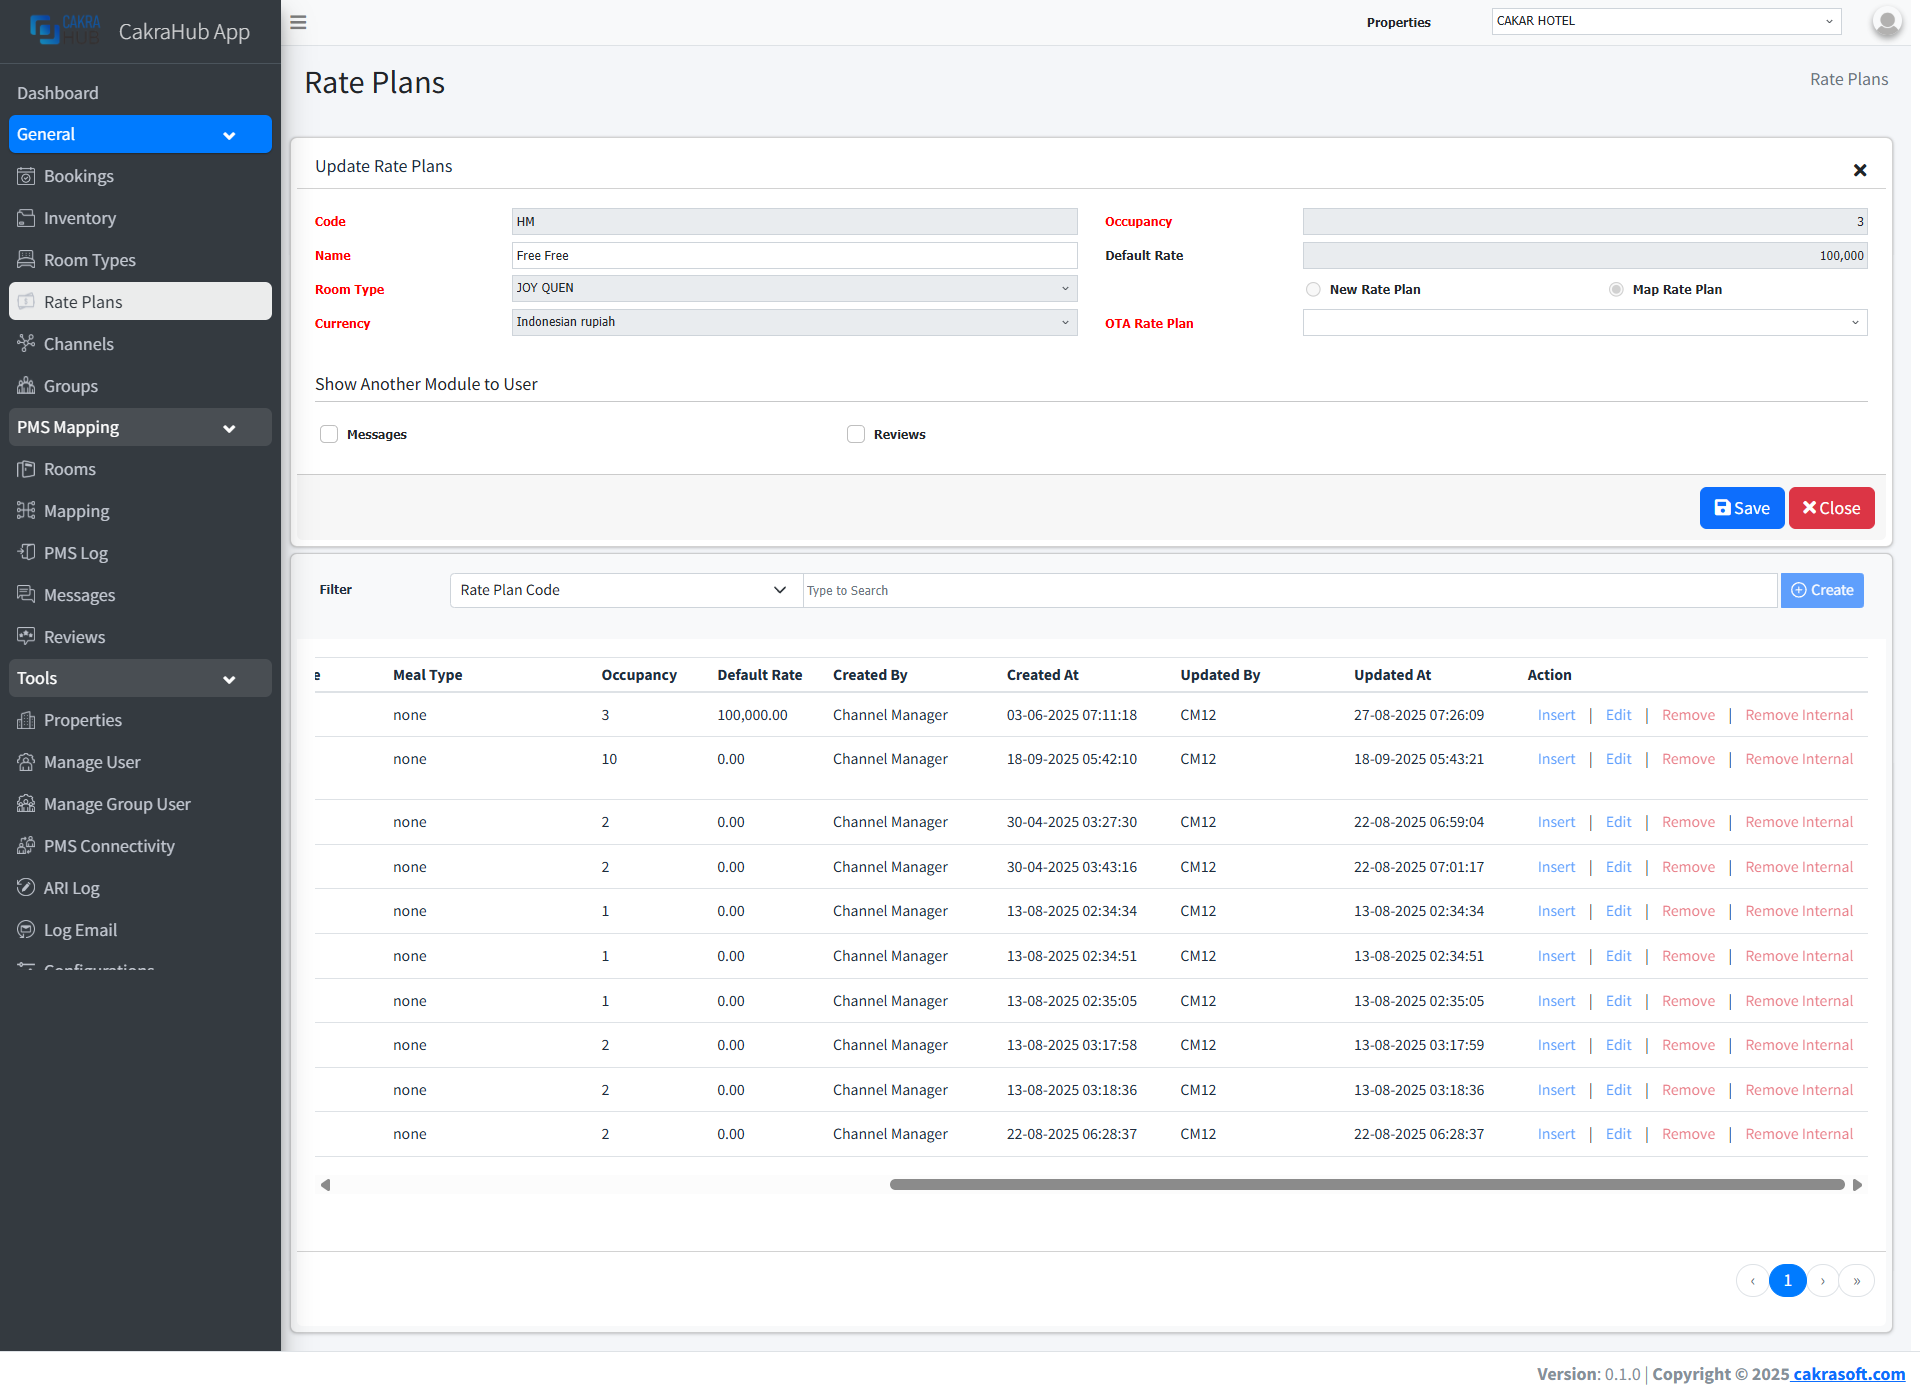 CAKRA
HUB
CakraHub App
Properties
CAKAR HOTEL
Dashboard
General
Bookings
Inventory
Room Types
Rate Plans
Channels
Groups
PMS Mapping
Rooms
Mapping
PMS Log
Messages
Reviews
Tools
Properties
Manage User
Manage Group User
PMS Connectivity
ARI Log
Log Email
Configurations
Rate Plans
Rate Plans
Update Rate Plans
Code HM Occupancy 3
Name Free Free Default Rate 100,000
Room Type JOY QUEN New Rate Plan Map Rate Plan
Currency Indonesian rupiah OTA Rate Plan
Show Another Module to User
Messages Reviews
Save Close
Filter Rate Plan Code Type to Search Create
e Meal Type Occupancy Default Rate Created By Created At Updated By Updated At Action
none 3 100,000.00 Channel Manager 03-06-2025 07:11:18 CM12 27-08-2025 07:26:09 Insert | Edit | Remove | Remove Internal
none 10 0.00 Channel Manager 18-09-2025 05:42:10 CM12 18-09-2025 05:43:21 Insert | Edit | Remove | Remove Internal
none 2 0.00 Channel Manager 30-04-2025 03:27:30 CM12 22-08-2025 06:59:04 Insert | Edit | Remove | Remove Internal
none 2 0.00 Channel Manager 30-04-2025 03:43:16 CM12 22-08-2025 07:01:17 Insert | Edit | Remove | Remove Internal
none 1 0.00 Channel Manager 13-08-2025 02:34:34 CM12 13-08-2025 02:34:34 Insert | Edit | Remove | Remove Internal
none 1 0.00 Channel Manager 13-08-2025 02:34:51 CM12 13-08-2025 02:34:51 Insert | Edit | Remove | Remove Internal
none 1 0.00 Channel Manager 13-08-2025 02:35:05 CM12 13-08-2025 02:35:05 Insert | Edit | Remove | Remove Internal
none 2 0.00 Channel Manager 13-08-2025 03:17:58 CM12 13-08-2025 03:17:59 Insert | Edit | Remove | Remove Internal
none 2 0.00 Channel Manager 13-08-2025 03:18:36 CM12 13-08-2025 03:18:36 Insert | Edit | Remove | Remove Internal
none 2 0.00 Channel Manager 22-08-2025 06:28:37 CM12 22-08-2025 06:28:37 Insert | Edit | Remove | Remove Internal
‹ 1 › »
Version: 0.1.0 | Copyright © 2025 cakrasoft.com